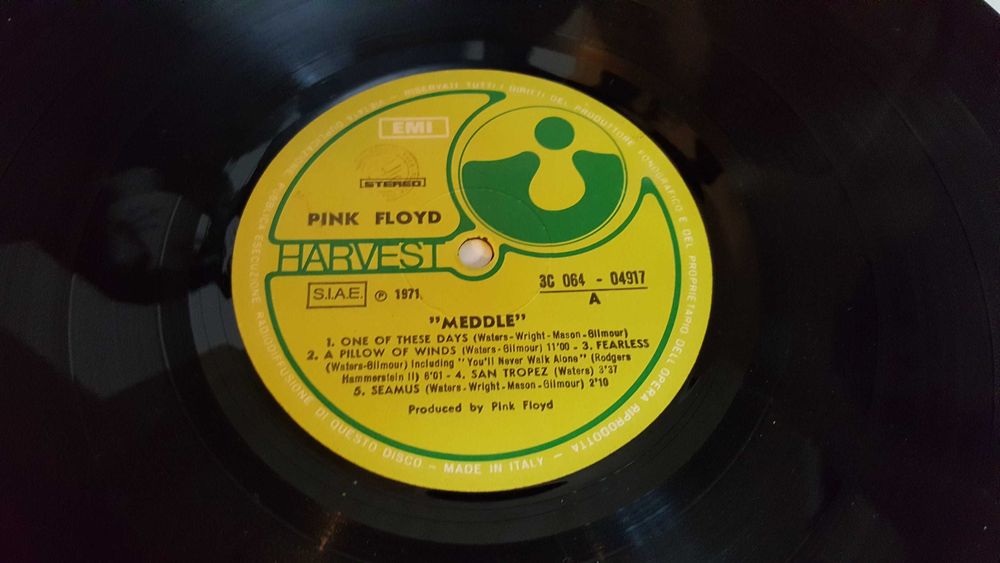 EMI
STEREO
PINK FLOYD
HARVEST
S.I.A.E.
℗ 1971
3C 064 - 04917
A
"MEDDLE"
1. ONE OF THESE DAYS (Waters-Wright-Mason-Gilmour)
2. A PILLOW OF WINDS (Waters-Gilmour) 11'00 - 3. FEARLESS
(Waters-Gilmour) Including "You'll Never Walk Alone" (Rodgers
Hammerstein II) 6'01 - 4. SAN TROPEZ (Waters) 3'37
5. SEAMUS (Waters-Wright-Mason-Gilmour) 2'10
Produced by Pink Floyd
RISERVATI TUTTI I DIRITTI DEL PRODUTTORE FONOGRAFICO E DEL PROPRIETARIO DELL'OPERA RIPRODOTTA - MADE IN ITALY - PUBBLICA ESECUZIONE RADIODIFFUSIONE DI QUESTO DISCO